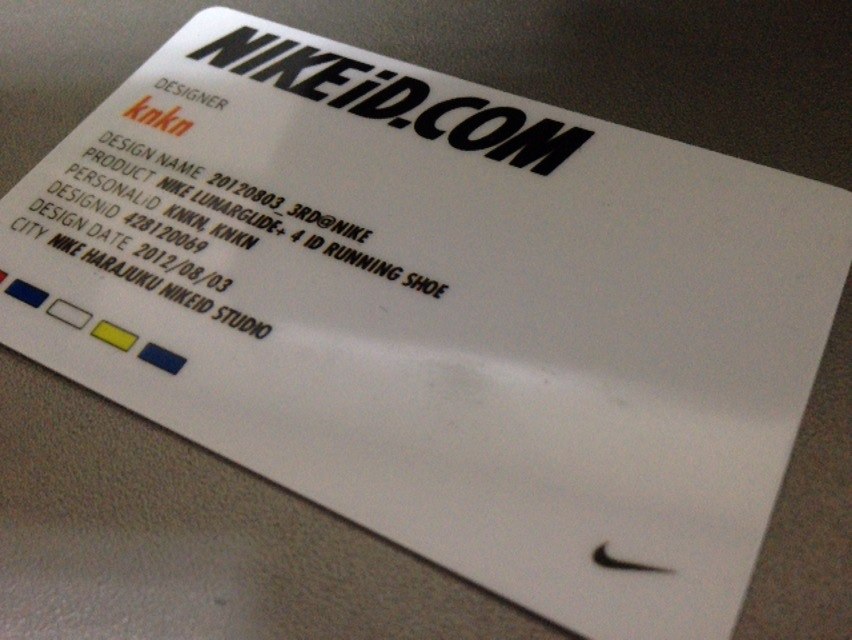 NIKEiD.COM
DESIGNER
knkn
DESIGN NAME 20120803_3RD@NIKE
PRODUCT NIKE LUNARGLIDE+ 4 ID RUNNING SHOE
PERSONALiD KNKN, KNKN
DESIGNiD 428120069
DESIGN DATE 2012/08/03
CITY NIKE HARAJUKU NIKEID STUDIO